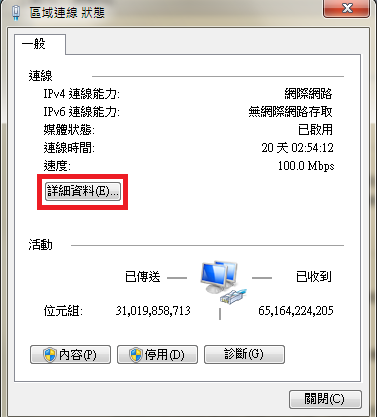 區域連線 狀態
一般
連線
IPv4 連線能力: 網際網路
IPv6 連線能力: 無網際網路存取
媒體狀態: 已啟用
連線時間: 20 天 02:54:12
速度: 100.0 Mbps
詳細資料(E)...
活動
已傳送 已收到
位元組: 31,019,858,713 65,164,224,205
內容(P) 停用(D) 診斷(G)
關閉(C)